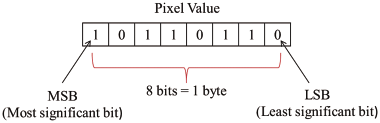 Pixel Value
1 0 1 1 0 1 1 0
8 bits = 1 byte
MSB
(Most significant bit)
LSB
(Least significant bit)